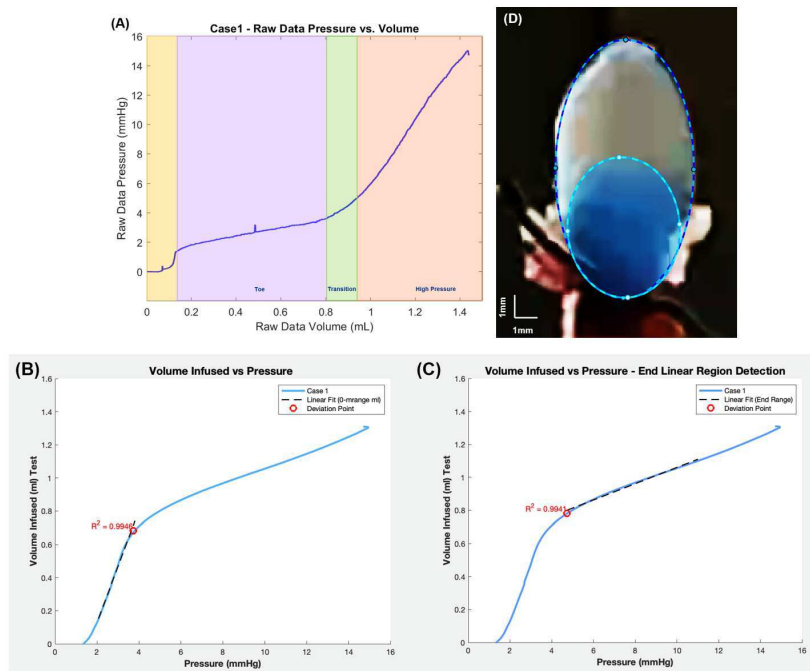 (A)
Case1 - Raw Data Pressure vs. Volume
Raw Data Pressure (mmHg)
16
14
12
10
8
6
4
2
0
Toe
Transition
High Pressure
0
0.2
0.4
0.6
0.8
1
1.2
1.4
Raw Data Volume (mL)
(D)
1mm
1mm
(B)
Volume Infused vs Pressure
Volume Infused (ml) Test
1.6
1.4
1.2
1
0.8
0.6
0.4
0.2
0
Case 1
Linear Fit (0-mrange ml)
Deviation Point
R² = 0.9946
0
2
4
6
8
10
12
14
16
Pressure (mmHg)
(C)
Volume Infused vs Pressure - End Linear Region Detection
Volume Infused (ml) Test
1.6
1.4
1.2
1
0.8
0.6
0.4
0.2
0
Case 1
Linear Fit (End Range)
Deviation Point
R² = 0.9941
0
2
4
6
8
10
12
14
16
Pressure (mmHg)